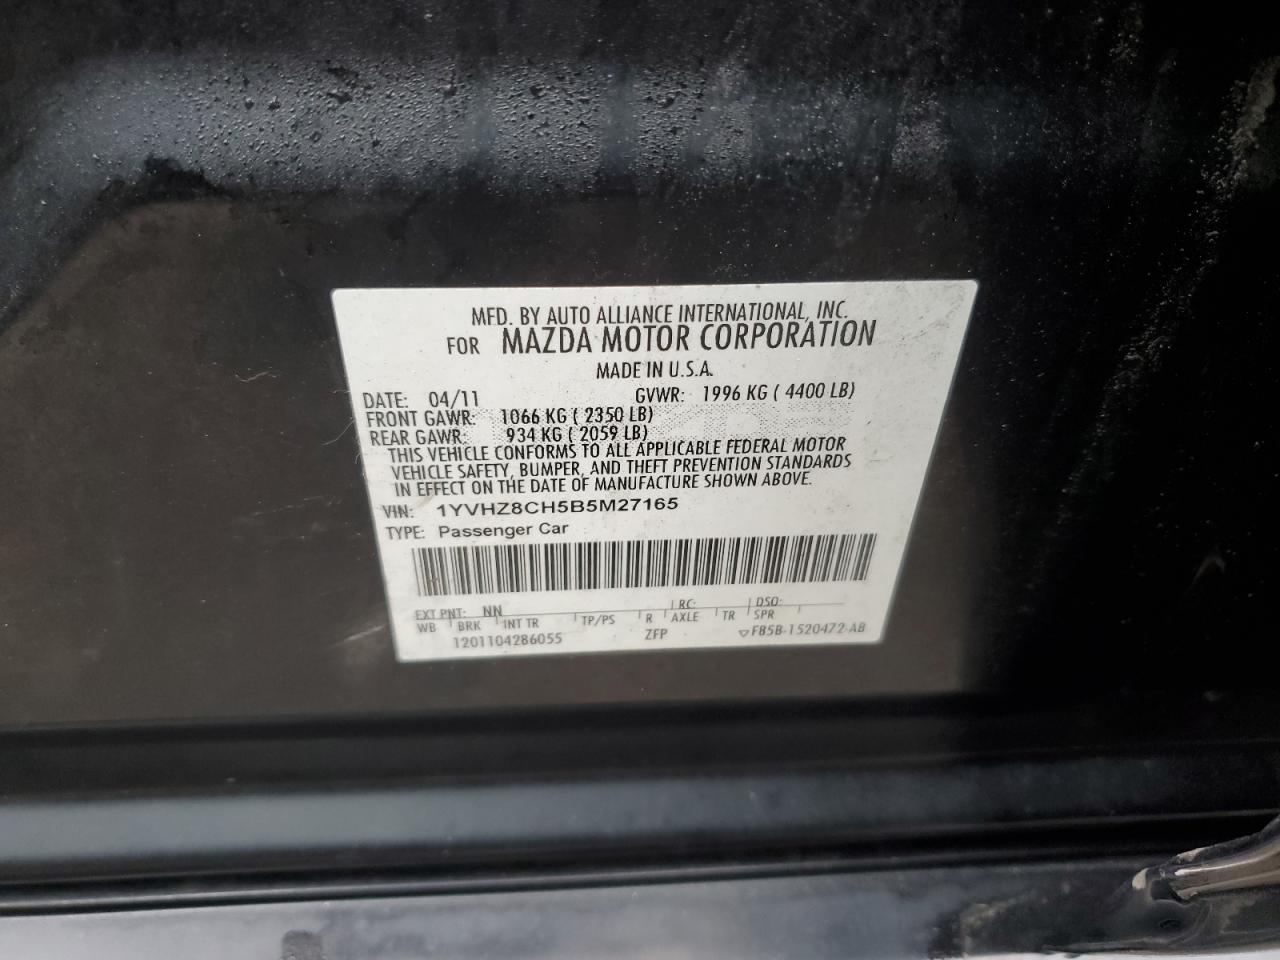 MFD. BY AUTO ALLIANCE INTERNATIONAL, INC.
FOR MAZDA MOTOR CORPORATION
MADE IN U.S.A.
DATE: 04/11 GVWR: 1996 KG ( 4400 LB)
FRONT GAWR: 1066 KG ( 2350 LB)
REAR GAWR: 934 KG ( 2059 LB)
THIS VEHICLE CONFORMS TO ALL APPLICABLE FEDERAL MOTOR
VEHICLE SAFETY, BUMPER, AND THEFT PREVENTION STANDARDS
IN EFFECT ON THE DATE OF MANUFACTURE SHOWN ABOVE.
VIN: 1YVHZ8CH5B5M27165
TYPE: Passenger Car
EXT PNT: NN RC: DSO:
WB BRK INT TR TP/PS R AXLE TR SPR
1201104286055 ZFP F85B-1520472-AB